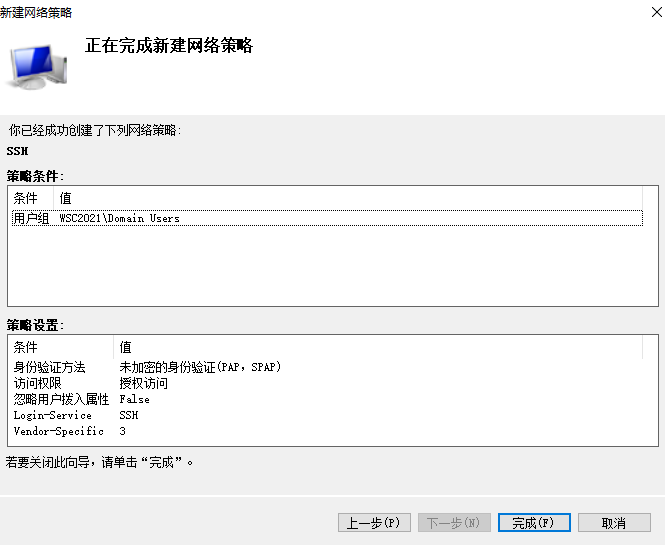 新建网络策略
正在完成新建网络策略
你已经成功创建了下列网络策略:
SSH
策略条件:
条件 值
用户组 WSC2021\Domain Users
策略设置:
条件 值
身份验证方法 未加密的身份验证(PAP, SPAP)
访问权限 授权访问
忽略用户拨入属性 False
Login-Service SSH
Vendor-Specific 3
若要关闭此向导，请单击“完成”。
上一步(P) 下一步(N) 完成(F) 取消